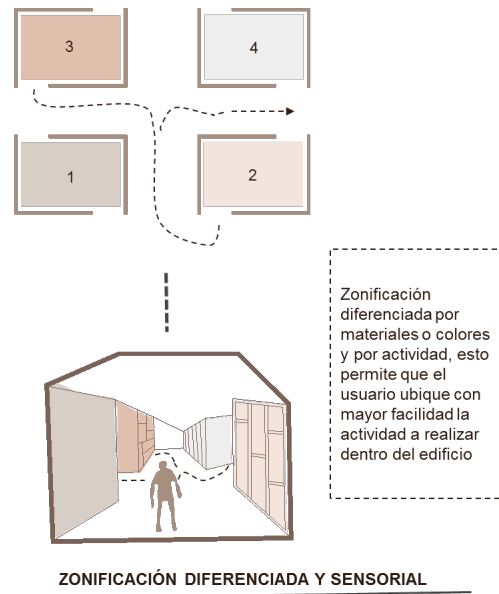 3
4
1
2
Zonificación
diferenciada por
materiales o colores
y por actividad, esto
permite que el
usuario ubique con
mayor facilidad la
actividad a realizar
dentro del edificio
ZONIFICACIÓN DIFERENCIADA Y SENSORIAL